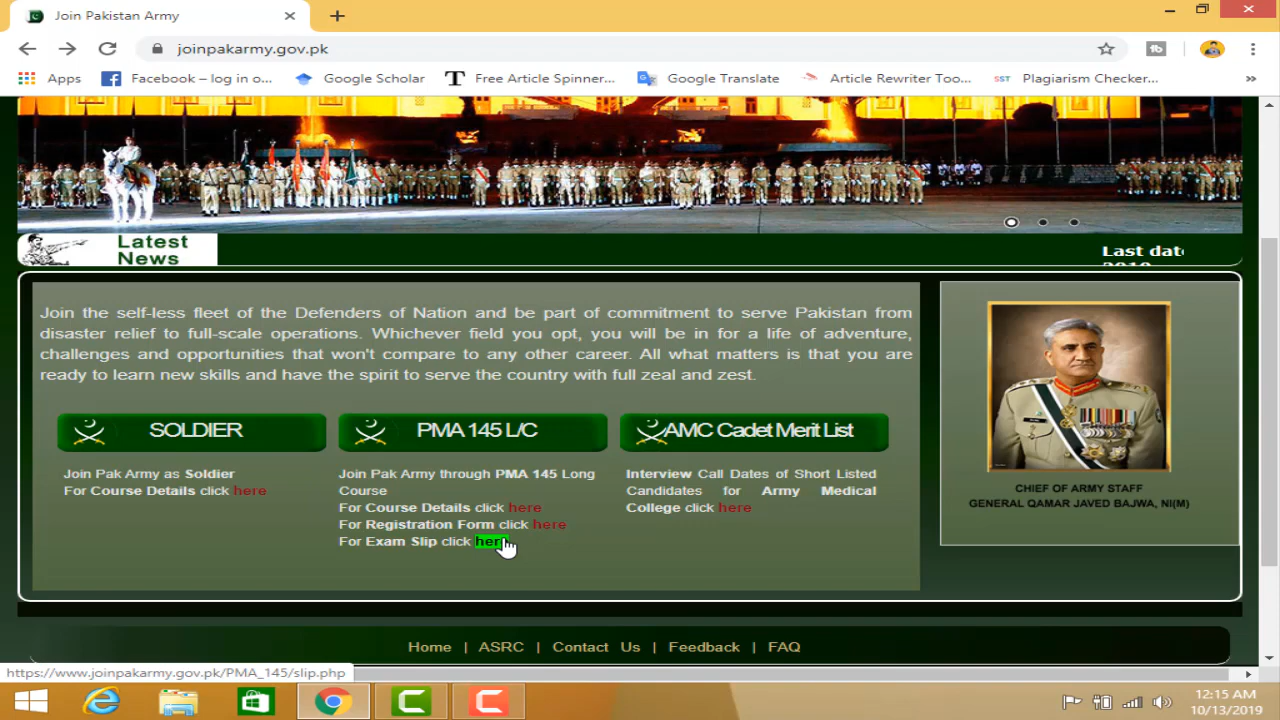 Join Pakistan Army
joinpakarmy.gov.pk
Apps Facebook – log in o... Google Scholar T Free Article Spinner... Google Translate Article Rewriter Too... SST Plagiarism Checker... »
Latest
News
Last dat
Join the self-less fleet of the Defenders of Nation and be part of commitment to serve Pakistan from
disaster relief to full-scale operations. Whichever field you opt, you will be in for a life of adventure,
challenges and opportunities that won't compare to any other career. All what matters is that you are
ready to learn new skills and have the spirit to serve the country with full zeal and zest.
SOLDIER
Join Pak Army as Soldier
For Course Details click here
PMA 145 L/C
Join Pak Army through PMA 145 Long
Course
For Course Details click here
For Registration Form click here
For Exam Slip click here
AMC Cadet Merit List
Interview Call Dates of Short Listed
Candidates for Army Medical
College click here
CHIEF OF ARMY STAFF
GENERAL QAMAR JAVED BAJWA, NI(M)
Home | ASRC | Contact Us | Feedback | FAQ
https://www.joinpakarmy.gov.pk/PMA_145/slip.php
12:15 AM
10/13/2019